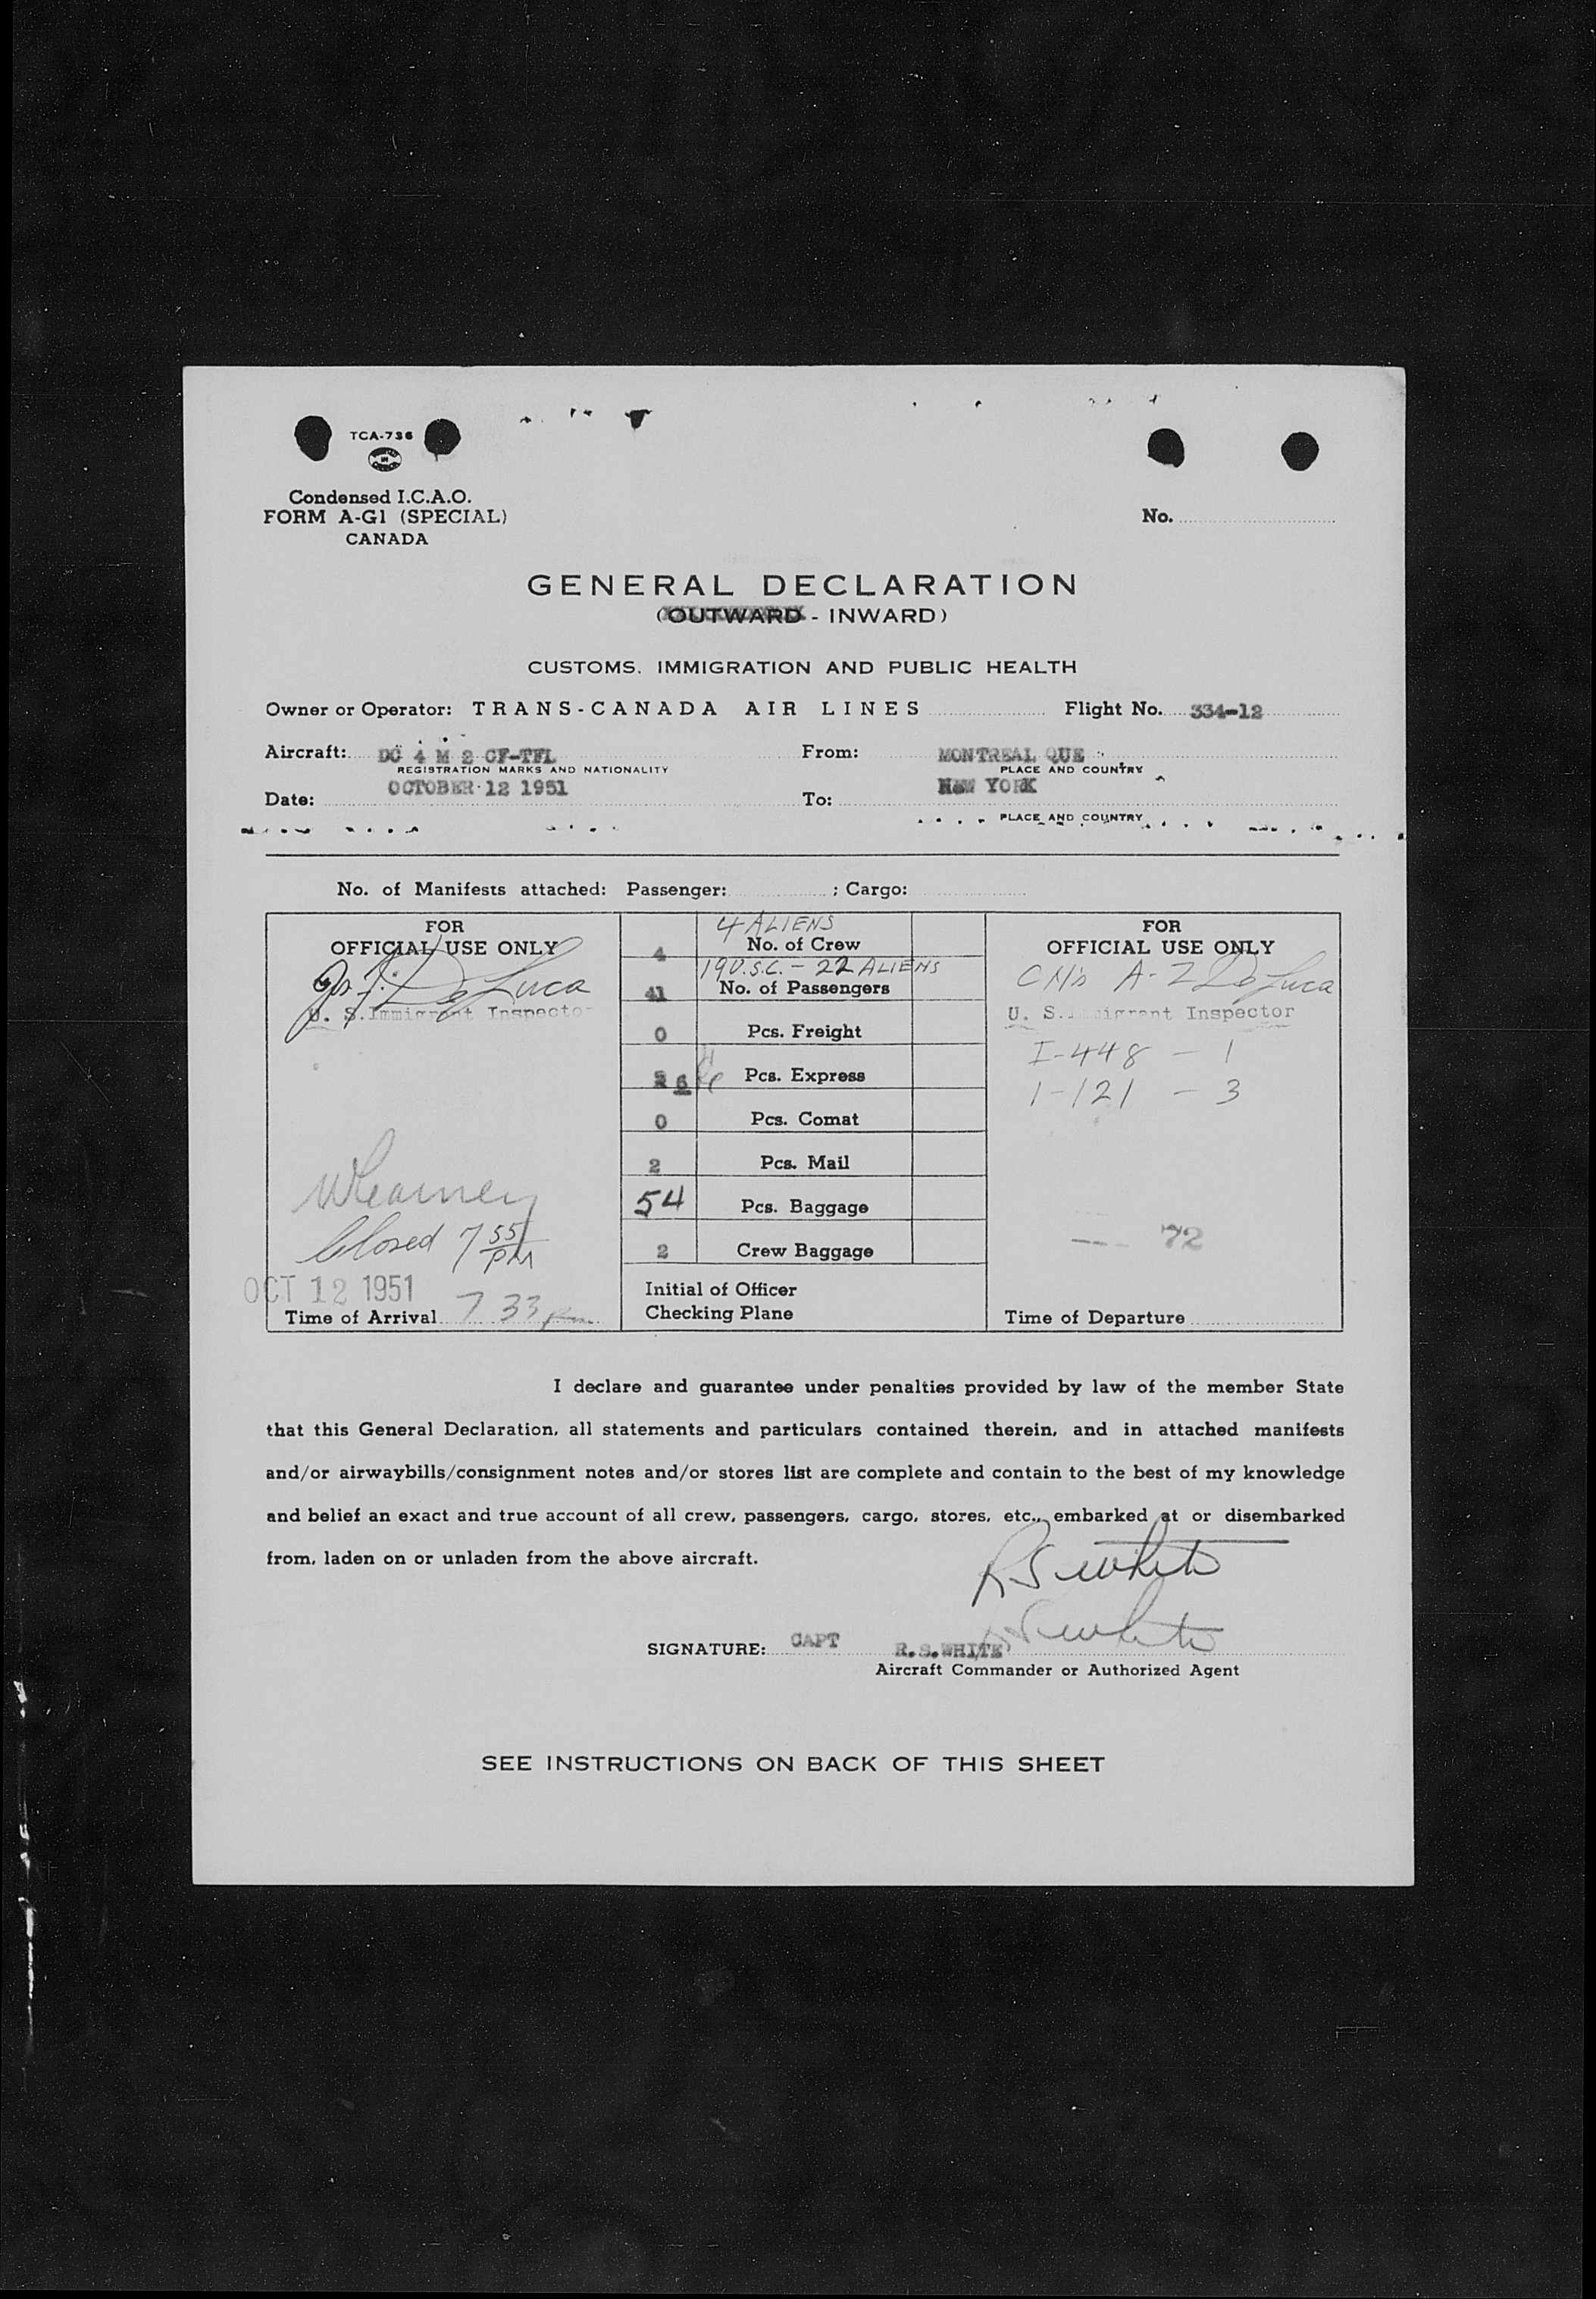 TCA-736
Condensed I.C.A.O.
FORM A-G1 (SPECIAL)
CANADA
No.
GENERAL DECLARATION
(OUTWARD - INWARD)
CUSTOMS, IMMIGRATION AND PUBLIC HEALTH
Owner or Operator: TRANS-CANADA AIR LINES Flight No. 334-12
Aircraft: DC 4 M 2 CF-TFL From: MONTREAL QUE
REGISTRATION MARKS AND NATIONALITY PLACE AND COUNTRY
Date: OCTOBER 12 1951 To: NEW YORK
PLACE AND COUNTRY
No. of Manifests attached: Passenger: ; Cargo:
FOR
OFFICIAL USE ONLY
De Luca
U. S. Immigrant Inspector
Closed 7 55 PM
OCT 12 1951
Time of Arrival 7 33 pm
4 ALIENS
4 No. of Crew
19 U.S.C. - 22 ALIENS
41 No. of Passengers
0 Pcs. Freight
6 Pcs. Express
0 Pcs. Comat
2 Pcs. Mail
54 Pcs. Baggage
2 Crew Baggage
Initial of Officer
Checking Plane
FOR
OFFICIAL USE ONLY
A-Z De Luca
U. S. Immigrant Inspector
I-448 - 1
I-121 - 3
72
Time of Departure
I declare and guarantee under penalties provided by law of the member State
that this General Declaration, all statements and particulars contained therein, and in attached manifests
and/or airwaybills/consignment notes and/or stores list are complete and contain to the best of my knowledge
and belief an exact and true account of all crew, passengers, cargo, stores, etc., embarked at or disembarked
from, laden on or unladen from the above aircraft.
RS White
RS White
SIGNATURE: CAPT R.S.WHITE
Aircraft Commander or Authorized Agent
SEE INSTRUCTIONS ON BACK OF THIS SHEET